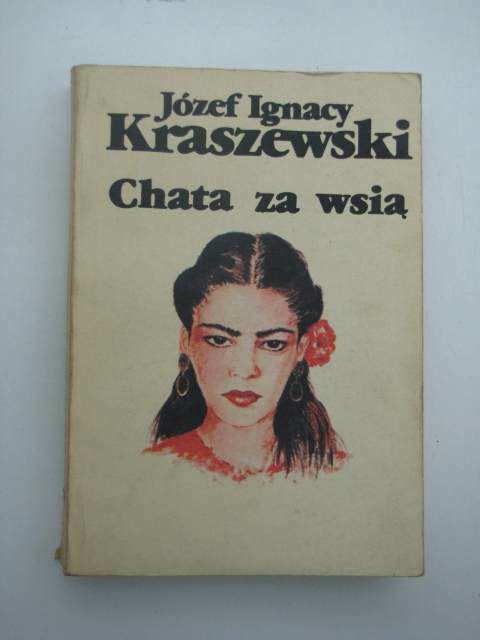 Józef Ignacy
Kraszewski
Chata za wsią